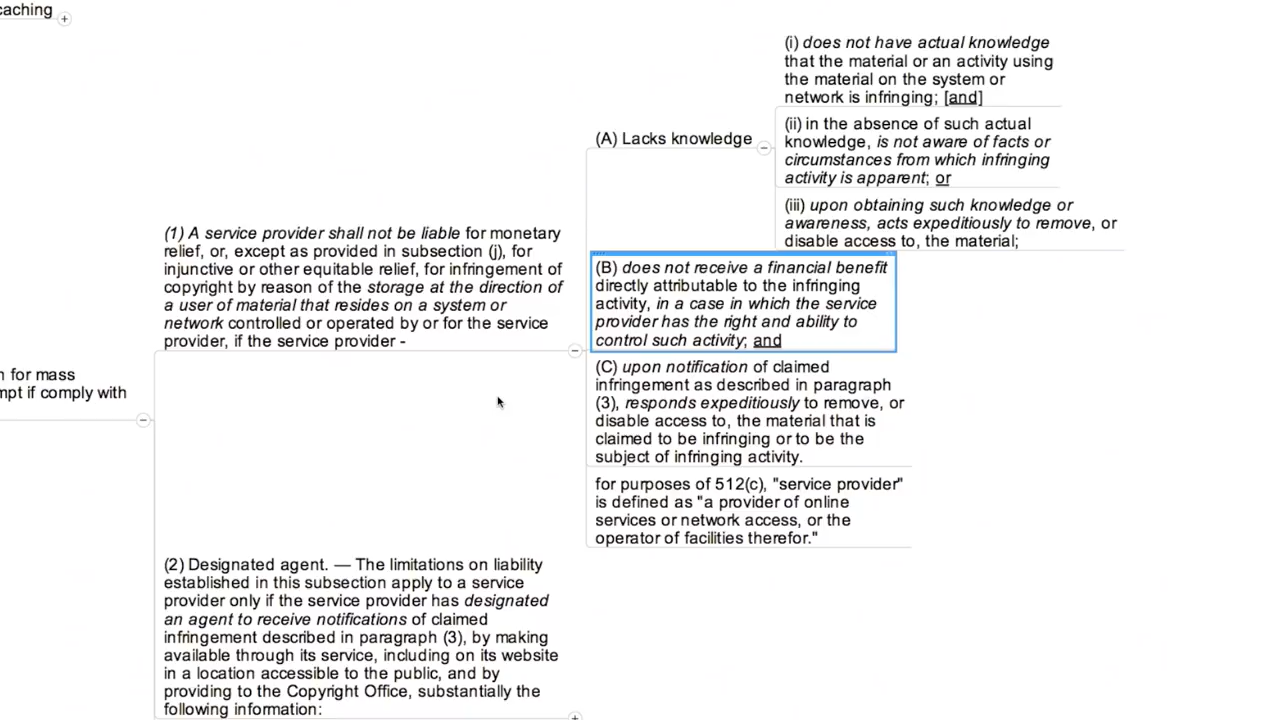 caching
(i) does not have actual knowledge
that the material or an activity using
the material on the system or
network is infringing; [and]
(ii) in the absence of such actual
knowledge, is not aware of facts or
circumstances from which infringing
activity is apparent; or
(iii) upon obtaining such knowledge or
awareness, acts expeditiously to remove, or
disable access to, the material;
(A) Lacks knowledge
(1) A service provider shall not be liable for monetary
relief, or, except as provided in subsection (j), for
injunctive or other equitable relief, for infringement of
copyright by reason of the storage at the direction of
a user of material that resides on a system or
network controlled or operated by or for the service
provider, if the service provider -
(B) does not receive a financial benefit
directly attributable to the infringing
activity, in a case in which the service
provider has the right and ability to
control such activity; and
(C) upon notification of claimed
infringement as described in paragraph
(3), responds expeditiously to remove, or
disable access to, the material that is
claimed to be infringing or to be the
subject of infringing activity.
for purposes of 512(c), "service provider"
is defined as "a provider of online
services or network access, or the
operator of facilities therefor."
n for mass
mpt if comply with
(2) Designated agent. — The limitations on liability
established in this subsection apply to a service
provider only if the service provider has designated
an agent to receive notifications of claimed
infringement described in paragraph (3), by making
available through its service, including on its website
in a location accessible to the public, and by
providing to the Copyright Office, substantially the
following information: